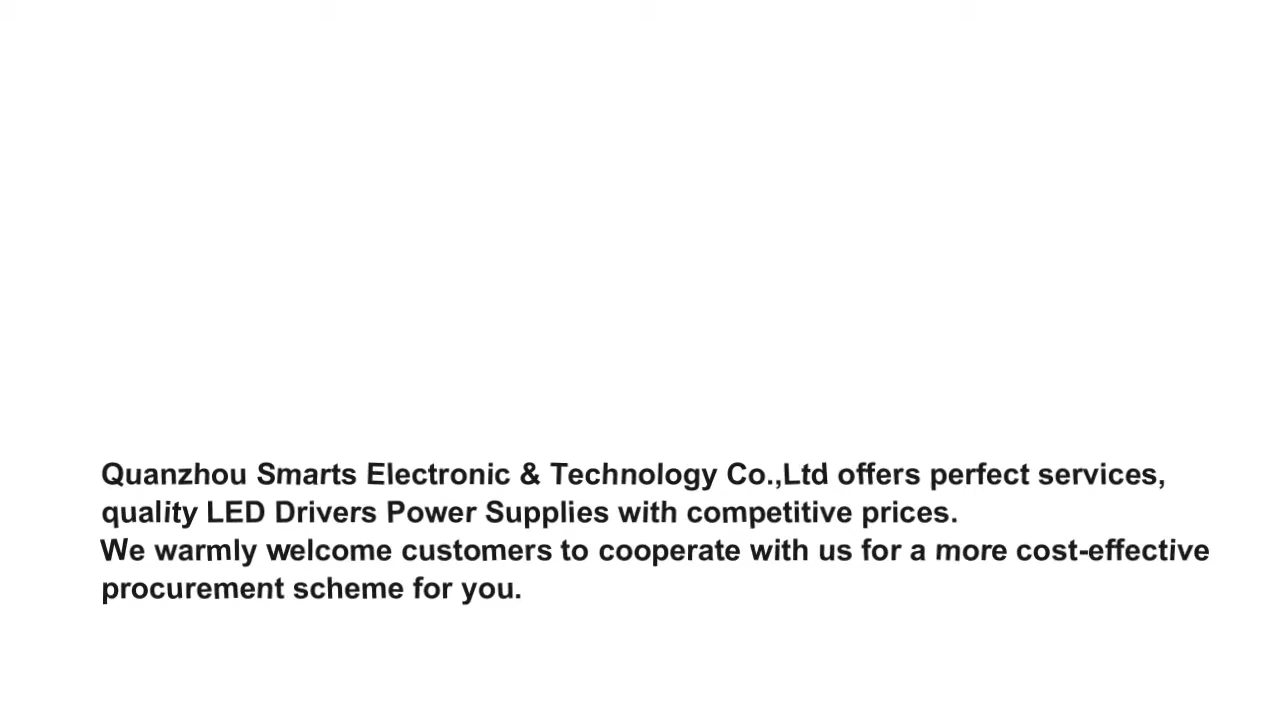 Quanzhou Smarts Electronic & Technology Co.,Ltd offers perfect services,
quality LED Drivers Power Supplies with competitive prices.
We warmly welcome customers to cooperate with us for a more cost-effective
procurement scheme for you.